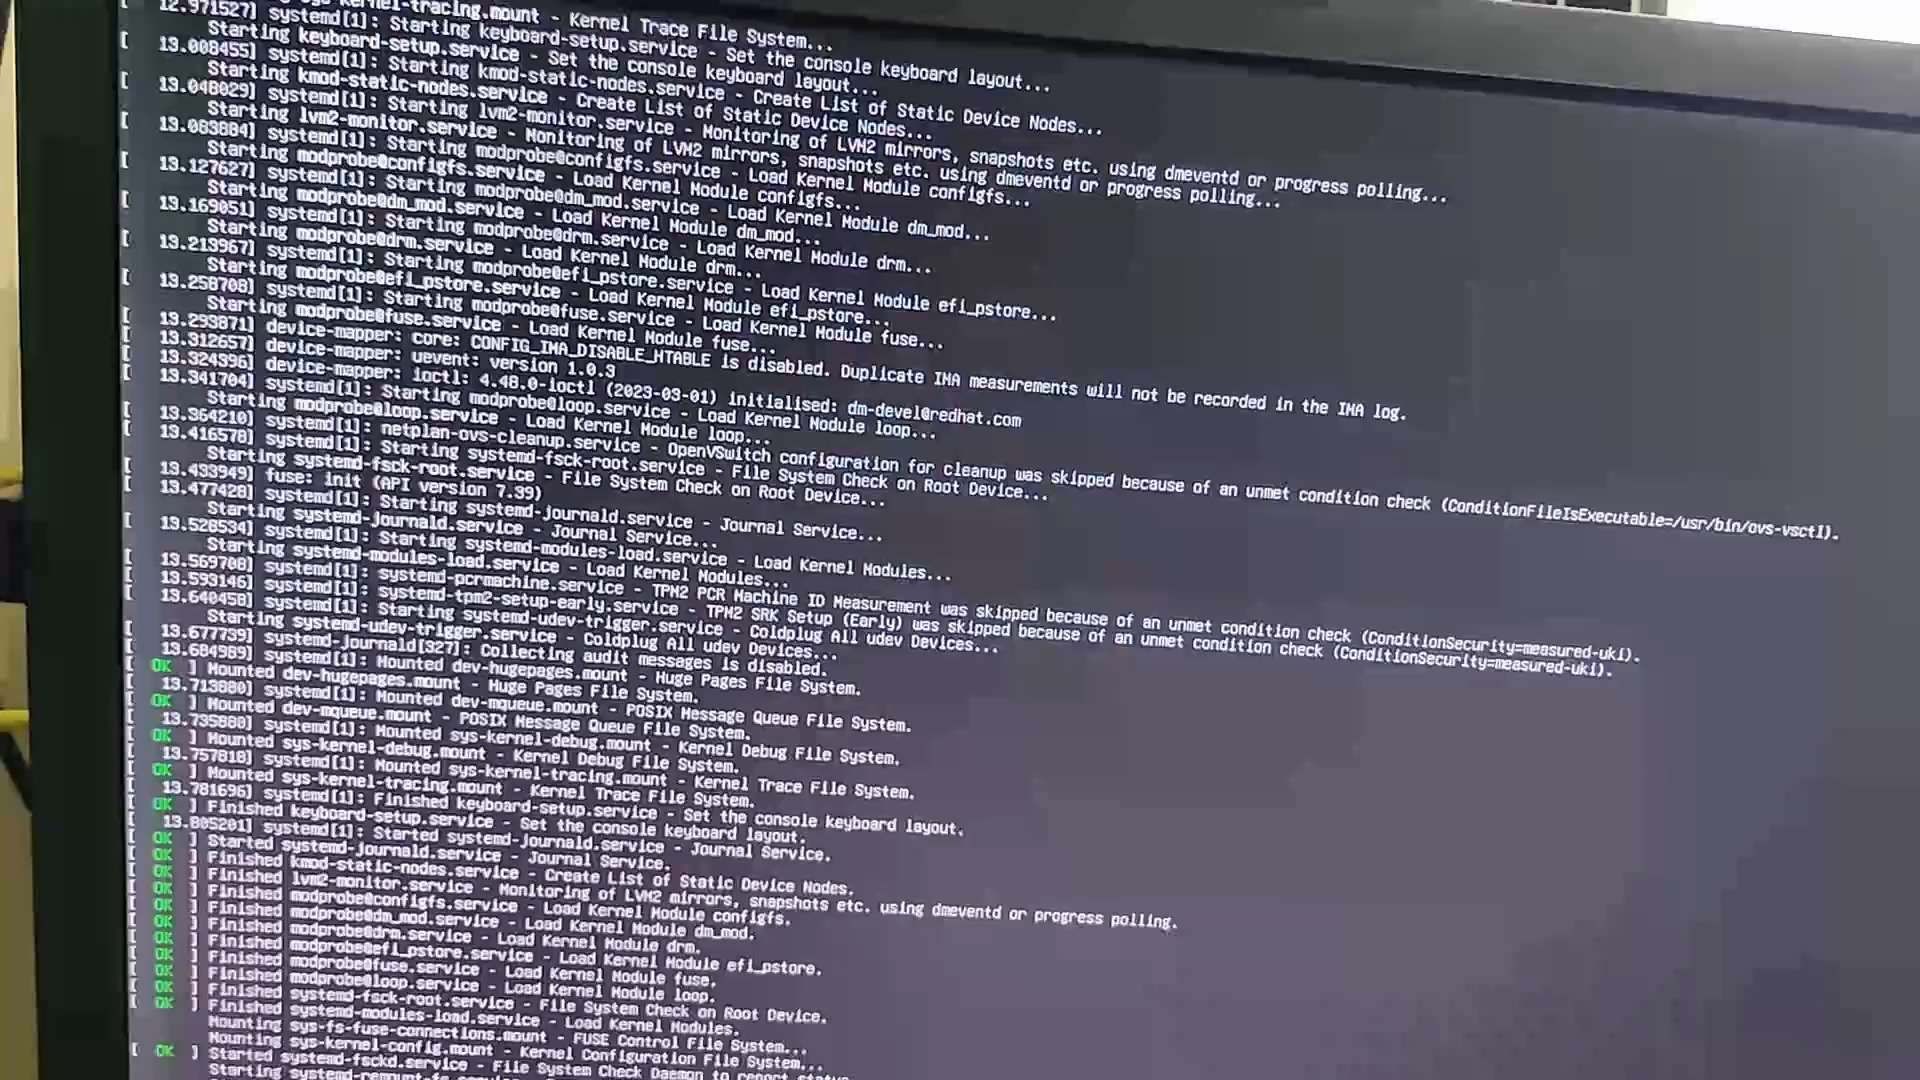 kernel-tracing.mount - Kernel Trace File System...
[ 12.971527] systemd[1]: Starting keyboard-setup.service - Set the console keyboard layout...
Starting keyboard-setup.service - Set the console keyboard layout...
[ 13.008455] systemd[1]: Starting kmod-static-nodes.service - Create List of Static Device Nodes...
Starting kmod-static-nodes.service - Create List of Static Device Nodes...
[ 13.048029] systemd[1]: Starting lvm2-monitor.service - Monitoring of LVM2 mirrors, snapshots etc. using dmeventd or progress polling...
Starting lvm2-monitor.service - Monitoring of LVM2 mirrors, snapshots etc. using dmeventd or progress polling...
[ 13.083884] systemd[1]: Starting modprobe@configfs.service - Load Kernel Module configfs...
Starting modprobe@configfs.service - Load Kernel Module configfs...
[ 13.127627] systemd[1]: Starting modprobe@dm_mod.service - Load Kernel Module dm_mod...
Starting modprobe@dm_mod.service - Load Kernel Module dm_mod...
[ 13.169051] systemd[1]: Starting modprobe@drm.service - Load Kernel Module drm...
Starting modprobe@drm.service - Load Kernel Module drm...
[ 13.213967] systemd[1]: Starting modprobe@efi_pstore.service - Load Kernel Module efi_pstore...
Starting modprobe@efi_pstore.service - Load Kernel Module efi_pstore...
[ 13.258708] systemd[1]: Starting modprobe@fuse.service - Load Kernel Module fuse...
Starting modprobe@fuse.service - Load Kernel Module fuse...
[ 13.293871] device-mapper: core: CONFIG_IMA_DISABLE_HTABLE is disabled. Duplicate IMA measurements will not be recorded in the IMA log.
[ 13.312657] device-mapper: uevent: version 1.0.3
[ 13.324396] device-mapper: ioctl: 4.48.0-ioctl (2023-03-01) initialised: dm-devel@redhat.com
[ 13.341704] systemd[1]: Starting modprobe@loop.service - Load Kernel Module loop...
Starting modprobe@loop.service - Load Kernel Module loop...
[ 13.364210] systemd[1]: netplan-ovs-cleanup.service - OpenVSwitch configuration for cleanup was skipped because of an unmet condition check (ConditionFileIsExecutable=/usr/bin/ovs-vsctl).
[ 13.416578] systemd[1]: Starting systemd-fsck-root.service - File System Check on Root Device...
Starting systemd-fsck-root.service - File System Check on Root Device...
[ 13.433949] fuse: init (API version 7.39)
[ 13.477428] systemd[1]: Starting systemd-journald.service - Journal Service...
Starting systemd-journald.service - Journal Service...
[ 13.528534] systemd[1]: Starting systemd-modules-load.service - Load Kernel Modules...
Starting systemd-modules-load.service - Load Kernel Modules...
[ 13.569708] systemd[1]: systemd-pcrmachine.service - TPM2 PCR Machine ID Measurement was skipped because of an unmet condition check (ConditionSecurity=measured-uki).
[ 13.593146] systemd[1]: systemd-tpm2-setup-early.service - TPM2 SRK Setup (Early) was skipped because of an unmet condition check (ConditionSecurity=measured-uki).
[ 13.640458] systemd[1]: Starting systemd-udev-trigger.service - Coldplug All udev Devices...
Starting systemd-udev-trigger.service - Coldplug All udev Devices...
[ 13.677739] systemd-journald[327]: Collecting audit messages is disabled.
[ 13.684989] systemd[1]: Mounted dev-hugepages.mount - Huge Pages File System.
[ OK ] Mounted dev-hugepages.mount - Huge Pages File System.
[ 13.713880] systemd[1]: Mounted dev-mqueue.mount - POSIX Message Queue File System.
[ OK ] Mounted dev-mqueue.mount - POSIX Message Queue File System.
[ 13.735880] systemd[1]: Mounted sys-kernel-debug.mount - Kernel Debug File System.
[ OK ] Mounted sys-kernel-debug.mount - Kernel Debug File System.
[ 13.757818] systemd[1]: Mounted sys-kernel-tracing.mount - Kernel Trace File System.
[ OK ] Mounted sys-kernel-tracing.mount - Kernel Trace File System.
[ 13.781696] systemd[1]: Finished keyboard-setup.service - Set the console keyboard layout.
[ OK ] Finished keyboard-setup.service - Set the console keyboard layout.
[ 13.805201] systemd[1]: Started systemd-journald.service - Journal Service.
[ OK ] Started systemd-journald.service - Journal Service.
[ OK ] Finished kmod-static-nodes.service - Create List of Static Device Nodes.
[ OK ] Finished lvm2-monitor.service - Monitoring of LVM2 mirrors, snapshots etc. using dmeventd or progress polling.
[ OK ] Finished modprobe@configfs.service - Load Kernel Module configfs.
[ OK ] Finished modprobe@dm_mod.service - Load Kernel Module dm_mod.
[ OK ] Finished modprobe@drm.service - Load Kernel Module drm.
[ OK ] Finished modprobe@efi_pstore.service - Load Kernel Module efi_pstore.
[ OK ] Finished modprobe@fuse.service - Load Kernel Module fuse.
[ OK ] Finished modprobe@loop.service - Load Kernel Module loop.
[ OK ] Finished systemd-fsck-root.service - File System Check on Root Device.
[ OK ] Finished systemd-modules-load.service - Load Kernel Modules.
Mounting sys-fs-fuse-connections.mount - FUSE Control File System...
Mounting sys-kernel-config.mount - Kernel Configuration File System...
[ OK ] Started systemd-fsckd.service - File System Check Daemon to report status
Starting